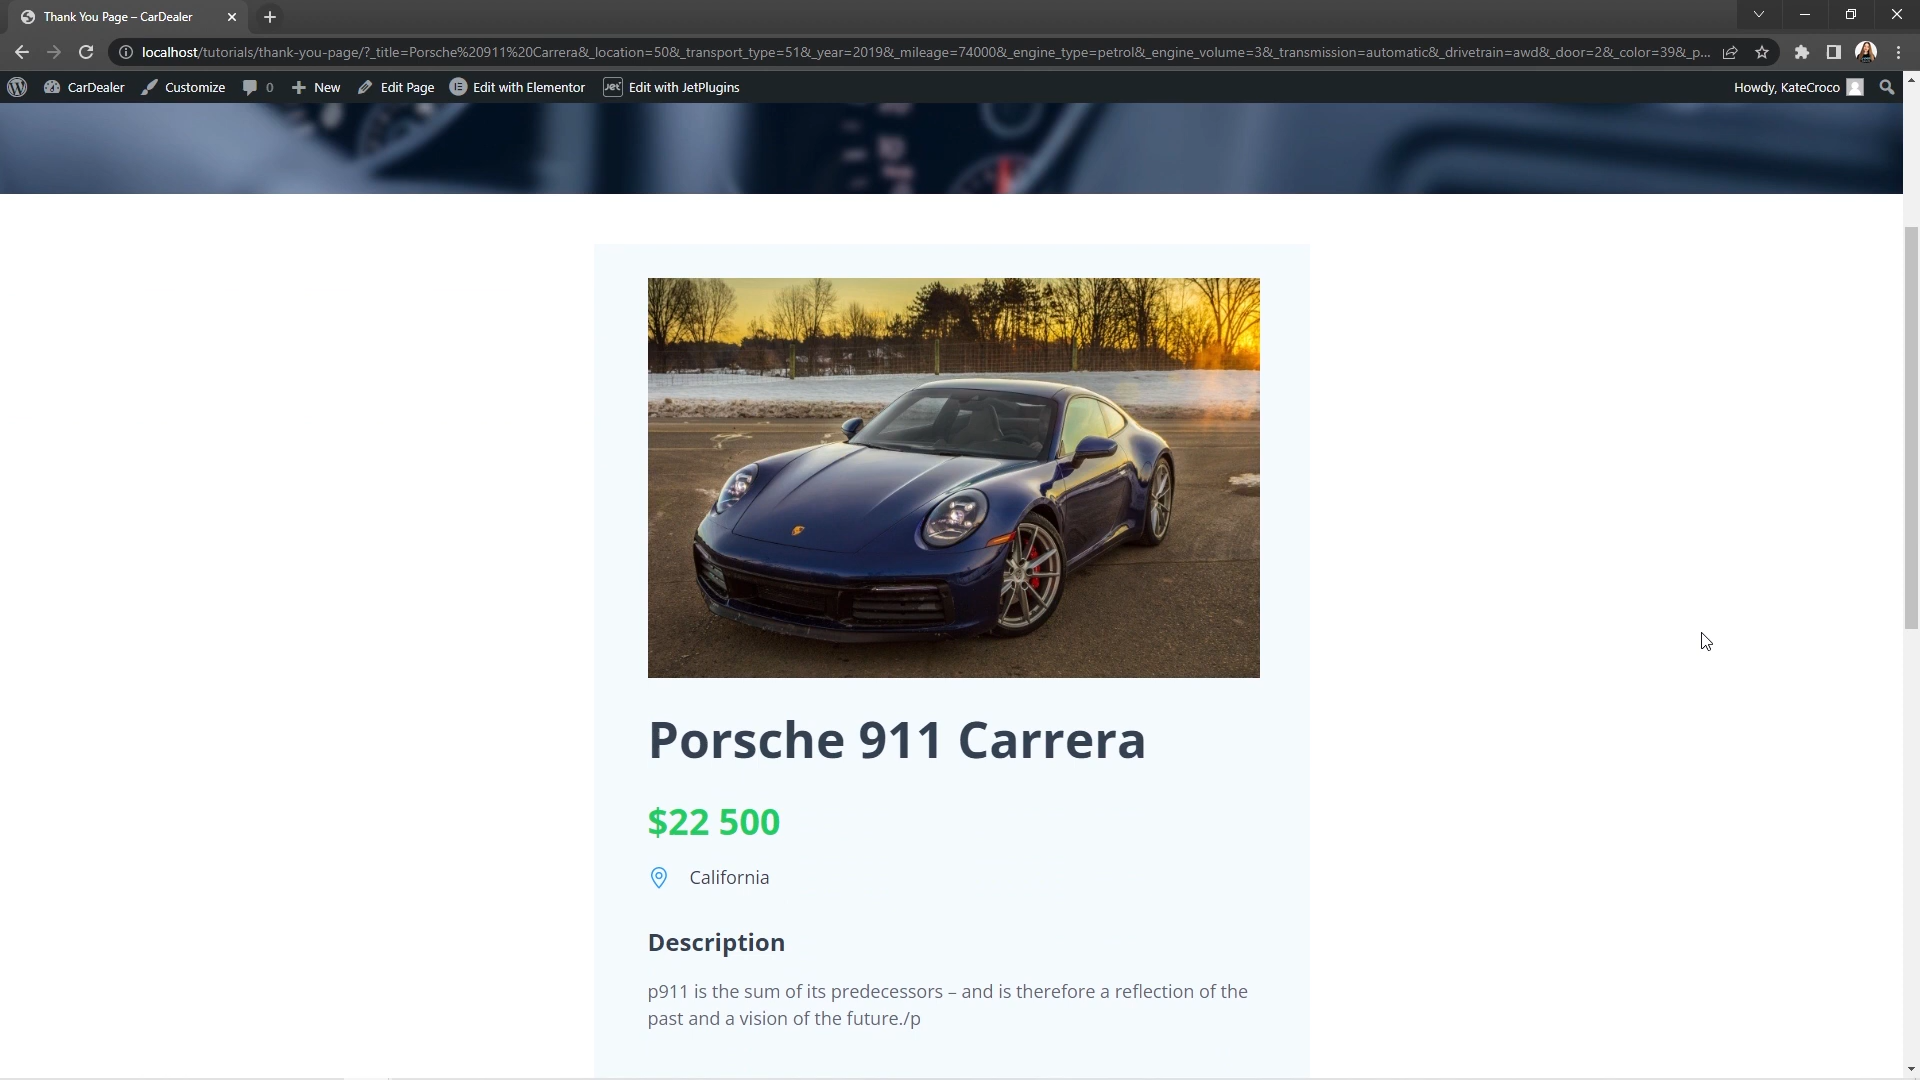 Thank You Page – CarDealer
localhost/tutorials/thank-you-page/?_title=Porsche%20911%20Carrera&_location=50&_transport_type=51&_year=2019&_mileage=74000&_engine_type=petrol&_engine_volume=3&_transmission=automatic&_drivetrain=awd&_door=2&_color=39&_p...
CarDealer Customize 0 New Edit Page Edit with Elementor Jet Edit with JetPlugins Howdy, KateCroco
Porsche 911 Carrera
$22 500
California
Description
p911 is the sum of its predecessors – and is therefore a reflection of the
past and a vision of the future./p